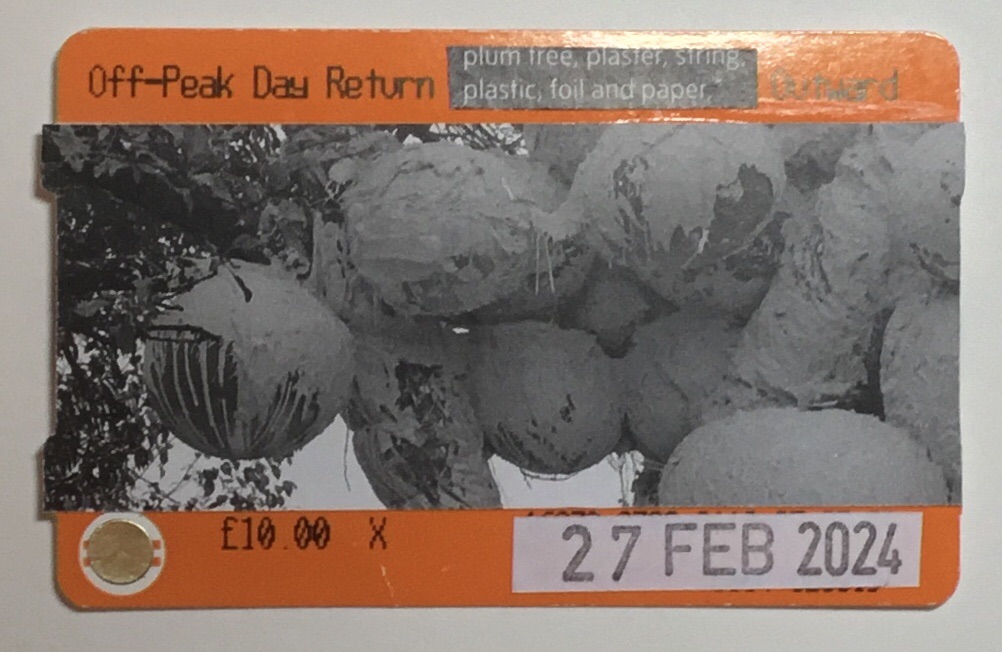 Off-Peak Day Return
plum tree, plaster, string,
plastic, foil and paper,
Outward
£10.00 X
27 FEB 2024